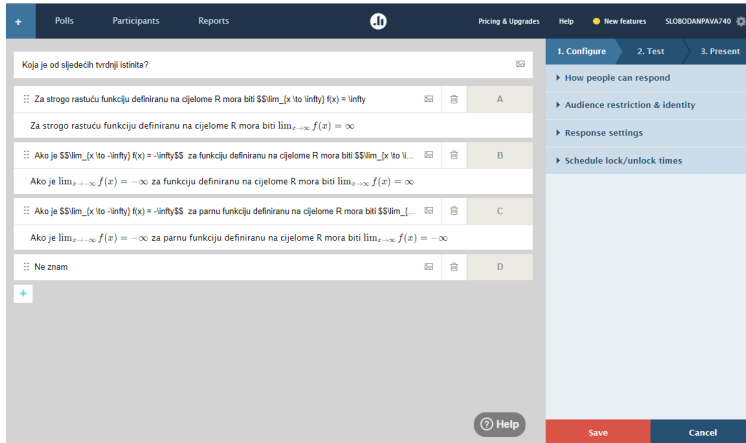 + Polls Participants Reports Pricing & Upgrades Help New features SLOBODANPAVA740
1. Configure 2. Test 3. Present
Koja je od sljedećih tvrdnji istinita?
Za strogo rastuću funkciju definiranu na cijelome R mora biti $$\lim_{x \to \infty} f(x) = \infty A
Za strogo rastuću funkciju definiranu na cijelome R mora biti lim_{x→∞} f(x) = ∞
Ako je $$\lim_{x \to -\infty} f(x) = -\infty$$ za funkciju definiranu na cijelome R mora biti $$\lim_{x \to \i... B
Ako je lim_{x→−∞} f(x) = −∞ za funkciju definiranu na cijelome R mora biti lim_{x→∞} f(x) = ∞
Ako je $$\lim_{x \to -\infty} f(x) = -\infty$$ za parnu funkciju definiranu na cijelome R mora biti $$\lim_{... C
Ako je lim_{x→−∞} f(x) = −∞ za parnu funkciju definiranu na cijelome R mora biti lim_{x→∞} f(x) = −∞
Ne znam D
+
How people can respond
Audience restriction & identity
Response settings
Schedule lock/unlock times
? Help
Save Cancel